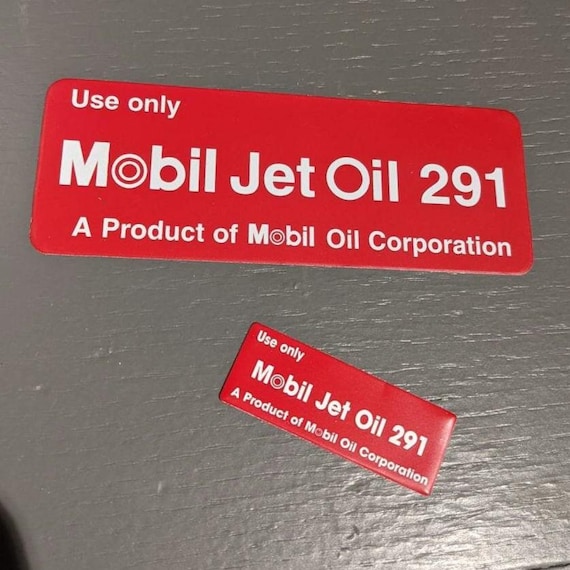 Use only
Mobil Jet Oil 291
A Product of Mobil Oil Corporation
Use only
Mobil Jet Oil 291
A Product of Mobil Oil Corporation